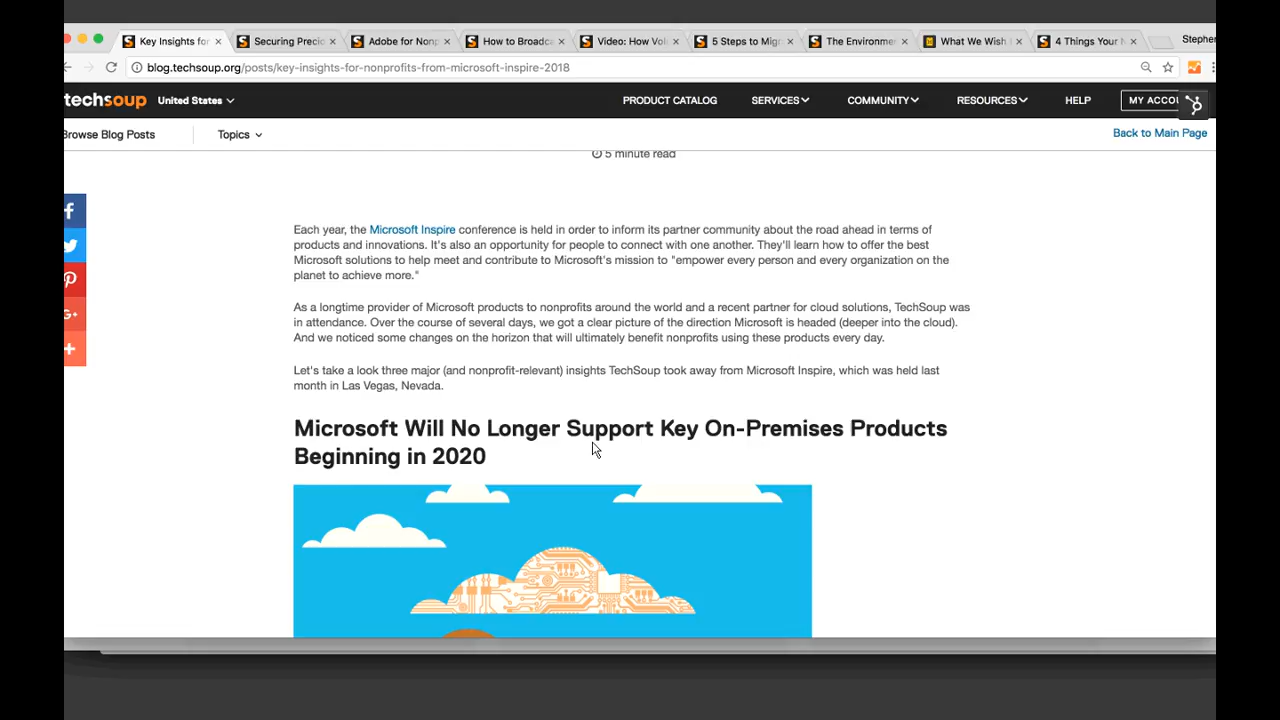 Key Insights for
Securing Precio
Adobe for Nonp
How to Broadca
Video: How Vol
5 Steps to Mig
The Environme
What We Wish
4 Things Your
Stephen
blog.techsoup.org/posts/key-insights-for-nonprofits-from-microsoft-inspire-2018
techsoup
United States
PRODUCT CATALOG
SERVICES
COMMUNITY
RESOURCES
HELP
MY ACCOU
Browse Blog Posts
Topics
Back to Main Page
5 minute read
Each year, the Microsoft Inspire conference is held in order to inform its partner community about the road ahead in terms of
products and innovations. It's also an opportunity for people to connect with one another. They'll learn how to offer the best
Microsoft solutions to help meet and contribute to Microsoft's mission to "empower every person and every organization on the
planet to achieve more."
As a longtime provider of Microsoft products to nonprofits around the world and a recent partner for cloud solutions, TechSoup was
in attendance. Over the course of several days, we got a clear picture of the direction Microsoft is headed (deeper into the cloud).
And we noticed some changes on the horizon that will ultimately benefit nonprofits using these products every day.
Let's take a look three major (and nonprofit-relevant) insights TechSoup took away from Microsoft Inspire, which was held last
month in Las Vegas, Nevada.
Microsoft Will No Longer Support Key On-Premises Products
Beginning in 2020